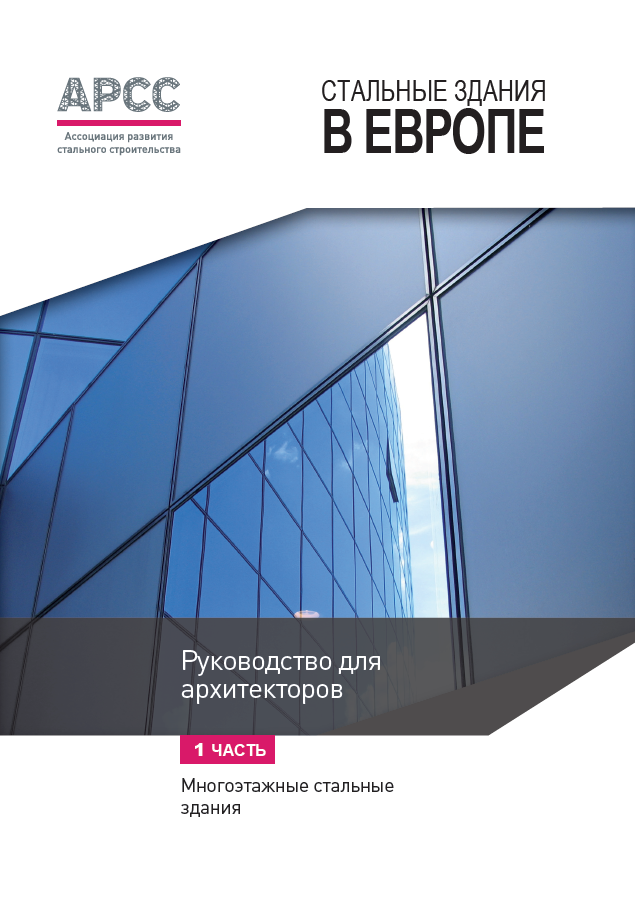 АРСС
Ассоциация развития
стального строительства
СТАЛЬНЫЕ ЗДАНИЯ
В ЕВРОПЕ
Руководство для
архитекторов
1 ЧАСТЬ
Многоэтажные стальные
здания